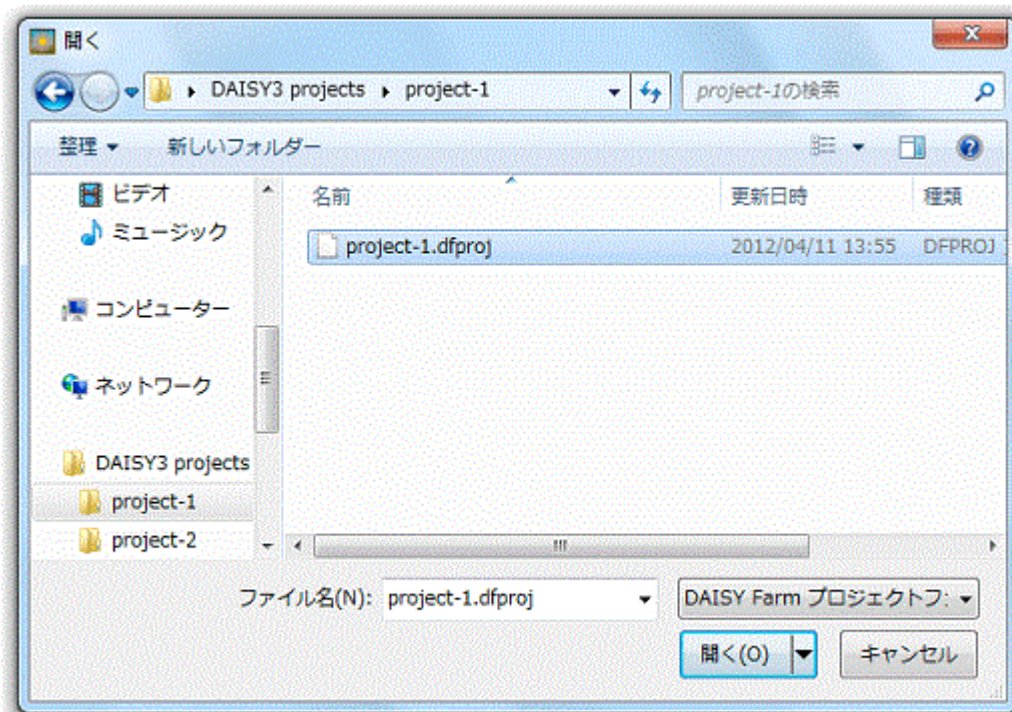 開く
DAISY3 projects project-1
project-1の検索
整理 新しいフォルダー
ビデオ
ミュージック
コンピューター
ネットワーク
DAISY3 projects
project-1
project-2
名前 更新日時 種類
project-1.dfproj 2012/04/11 13:55 DFPROJ
ファイル名(N): project-1.dfproj
DAISY Farm プロジェクトフ
開く(O) キャンセル